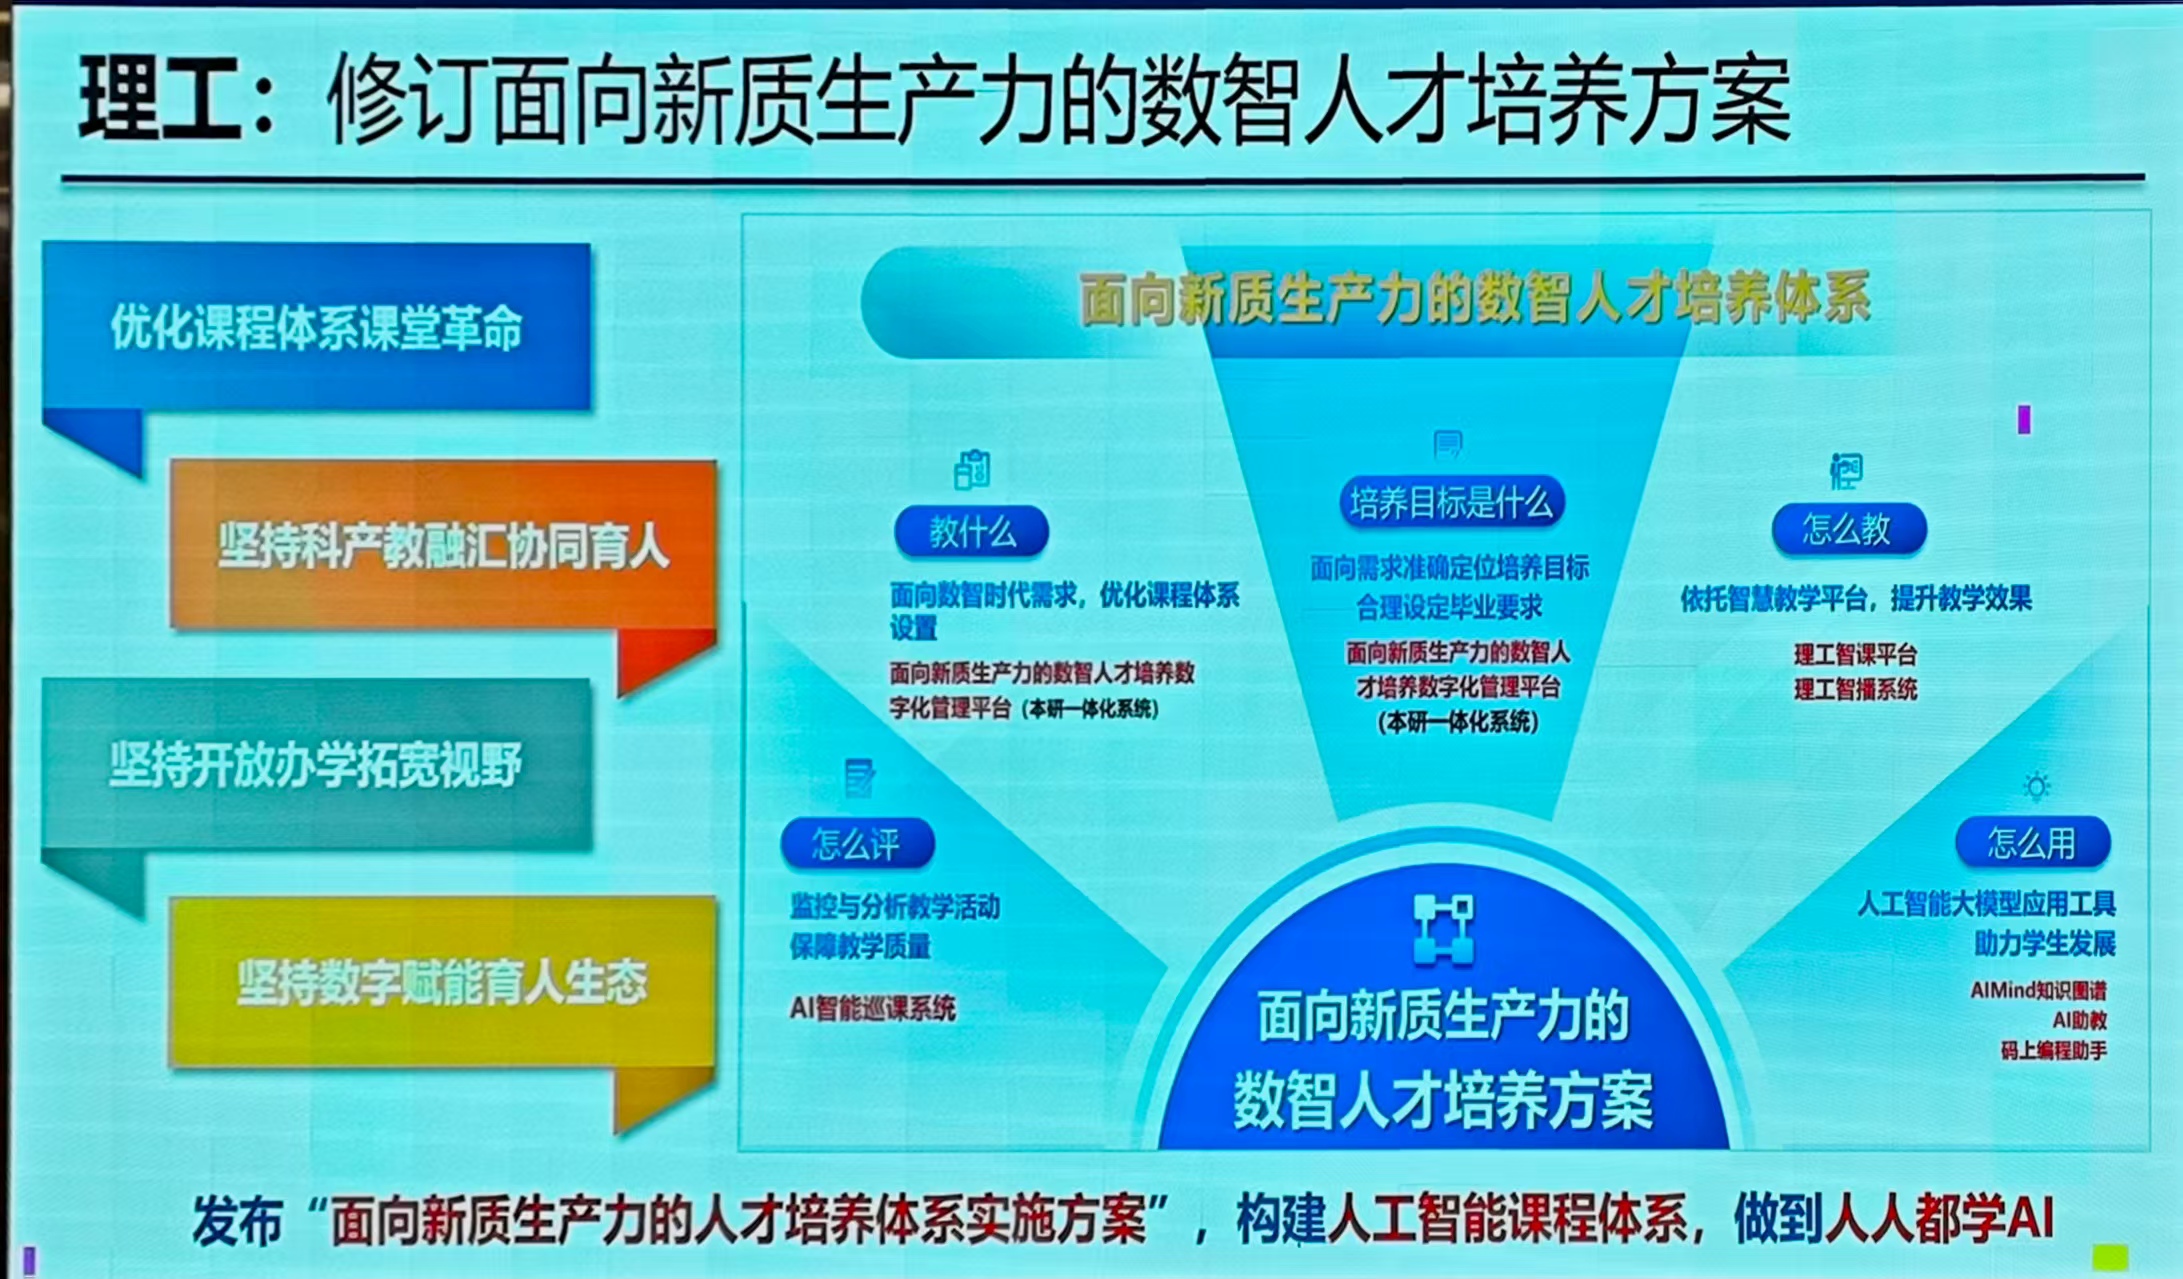 理工：修订面向新质生产力的数智人才培养方案
优化课程体系课堂革命
坚持科产教融汇协同育人
坚持开放办学拓宽视野
坚持数字赋能育人生态
面向新质生产力的数智人才培养体系
教什么
面向数智时代需求，优化课程体系
设置
面向新质生产力的数智人才培养数
字化管理平台（本研一体化系统）
培养目标是什么
面向需求准确定位培养目标
合理设定毕业要求
面向新质生产力的数智人
才培养数字化管理平台
（本研一体化系统）
怎么教
依托智慧教学平台，提升教学效果
理工智课平台
理工智播系统
怎么评
监控与分析教学活动
保障教学质量
AI智能巡课系统
怎么用
人工智能大模型应用工具
助力学生发展
AIMind知识图谱
AI助教
码上编程助手
面向新质生产力的
数智人才培养方案
发布“面向新质生产力的人才培养体系实施方案”，构建人工智能课程体系，做到人人都学AI